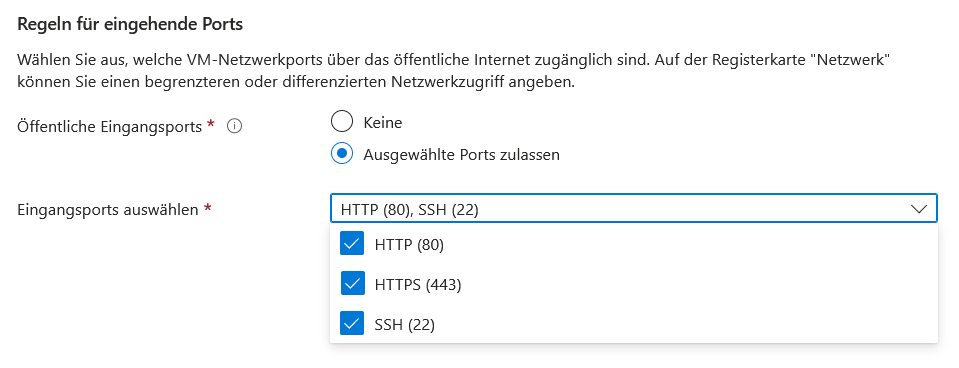 Regeln für eingehende Ports
Wählen Sie aus, welche VM-Netzwerkports über das öffentliche Internet zugänglich sind. Auf der Registerkarte "Netzwerk"
können Sie einen begrenzteren oder differenzierten Netzwerkzugriff angeben.
Öffentliche Eingangsports *
Keine
Ausgewählte Ports zulassen
Eingangsports auswählen *
HTTP (80), SSH (22)
HTTP (80)
HTTPS (443)
SSH (22)